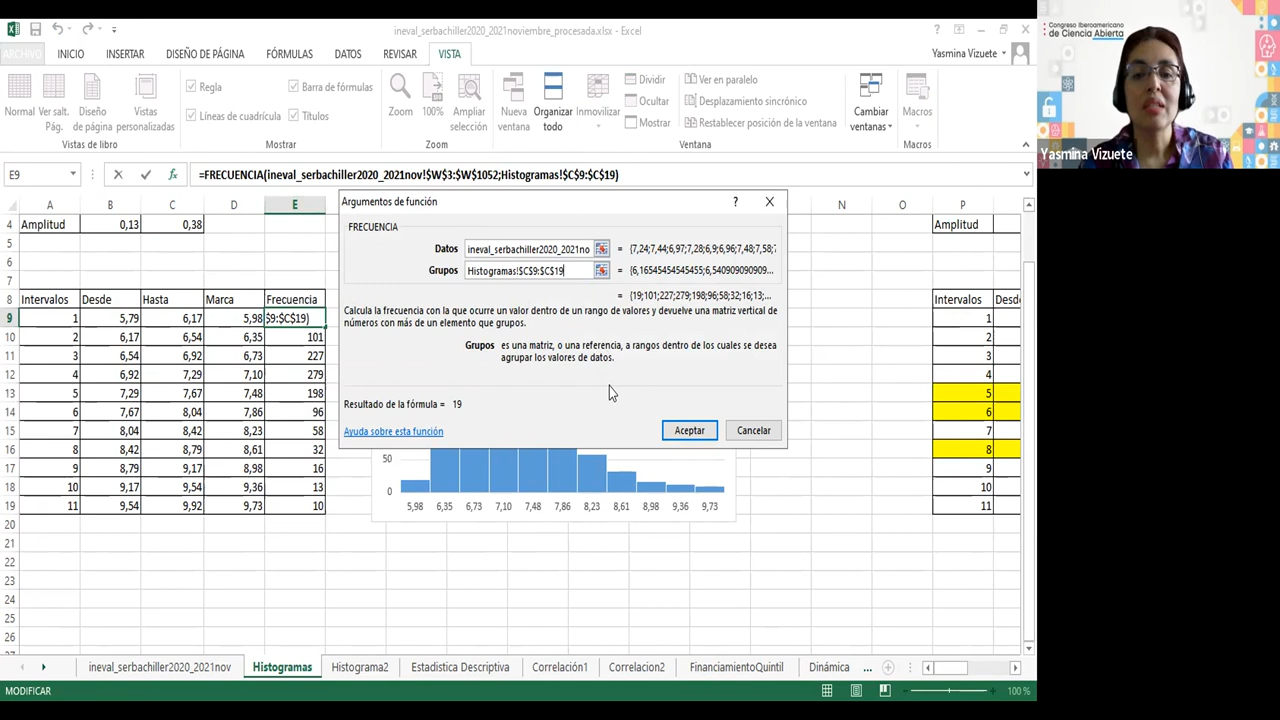 ineval_serbachiller2020_2021noviembre_procesada.xlsx - Excel
ARCHIVO INICIO INSERTAR DISEÑO DE PÁGINA FÓRMULAS DATOS REVISAR VISTA Yasmina Vizuete
Normal Ver salt. Pág. Diseño de página Vistas personalizadas
Regla Barra de fórmulas
Líneas de cuadrícula Títulos
Zoom 100% Ampliar selección
Nueva ventana Organizar todo Inmovilizar
Dividir
Ocultar
Mostrar
Ver en paralelo
Desplazamiento sincrónico
Restablecer posición de la ventana
Cambiar ventanas
Macros
Vistas de libro Mostrar Zoom Ventana Macros
E9 fx =FRECUENCIA(ineval_serbachiller2020_2021nov!$W$3:$W$1052;Histogramas!$C$9:$C$19)
A B C D E N O P
4 Amplitud 0,13 0,38 Amplitud
5
6
7
8 Intervalos Desde Hasta Marca Frecuencia Intervalos Desd
9 1 5,79 6,17 5,98 $9:$C$19) 1
10 2 6,17 6,54 6,35 101 2
11 3 6,54 6,92 6,73 227 3
12 4 6,92 7,29 7,10 279 4
13 5 7,29 7,67 7,48 198 5
14 6 7,67 8,04 7,86 96 6
15 7 8,04 8,42 8,23 58 7
16 8 8,42 8,79 8,61 32 8
17 9 8,79 9,17 8,98 16 9
18 10 9,17 9,54 9,36 13 10
19 11 9,54 9,92 9,73 10 11
20
21
22
23
24
25
26
27
Argumentos de función ?
FRECUENCIA
Datos ineval_serbachiller2020_2021no = {7,24;7,44;6,97;7,28;6,9;6,96;7,48;7,58;7
Grupos Histogramas!$C$9:$C$19 = {6,16545454545455;6,540909090909...
= {19;101;227;279;198;96;58;32;16;13;...
Calcula la frecuencia con la que ocurre un valor dentro de un rango de valores y devuelve una matriz vertical de
números con más de un elemento que grupos.
Grupos es una matriz, o una referencia, a rangos dentro de los cuales se desea
agrupar los valores de datos.
Resultado de la fórmula = 19
Ayuda sobre esta función Aceptar Cancelar
50
0
5,98 6,35 6,73 7,10 7,48 7,86 8,23 8,61 8,98 9,36 9,73
ineval_serbachiller2020_2021nov Histogramas Histograma2 Estadistica Descriptiva Correlación1 Correlacion2 FinanciamientoQuintil Dinámica ...
MODIFICAR 100 %
Congreso Iberoamericano
de Ciencia Abierta
Yasmina Vizuete